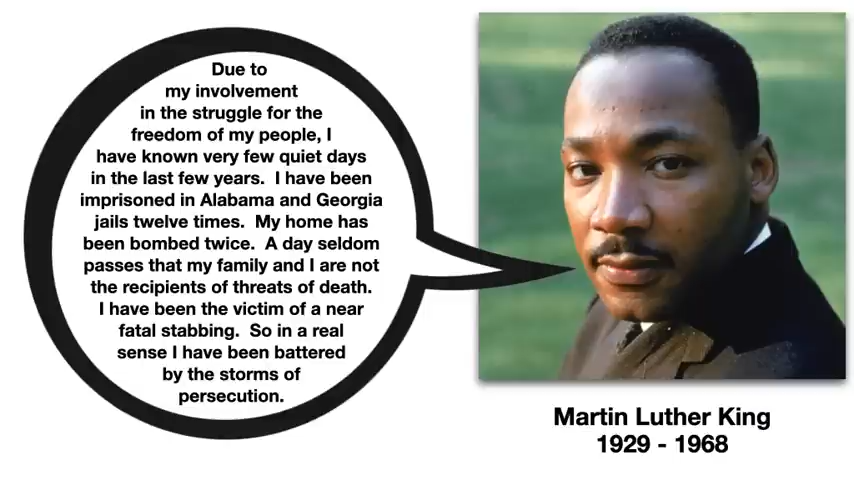 Due to
my involvement
in the struggle for the
freedom of my people, I
have known very few quiet days
in the last few years.  I have been
imprisoned in Alabama and Georgia
jails twelve times.  My home has
been bombed twice.  A day seldom
passes that my family and I are not
the recipients of threats of death.
I have been the victim of a near
fatal stabbing.  So in a real
sense I have been battered
by the storms of
persecution.
Martin Luther King
1929 - 1968